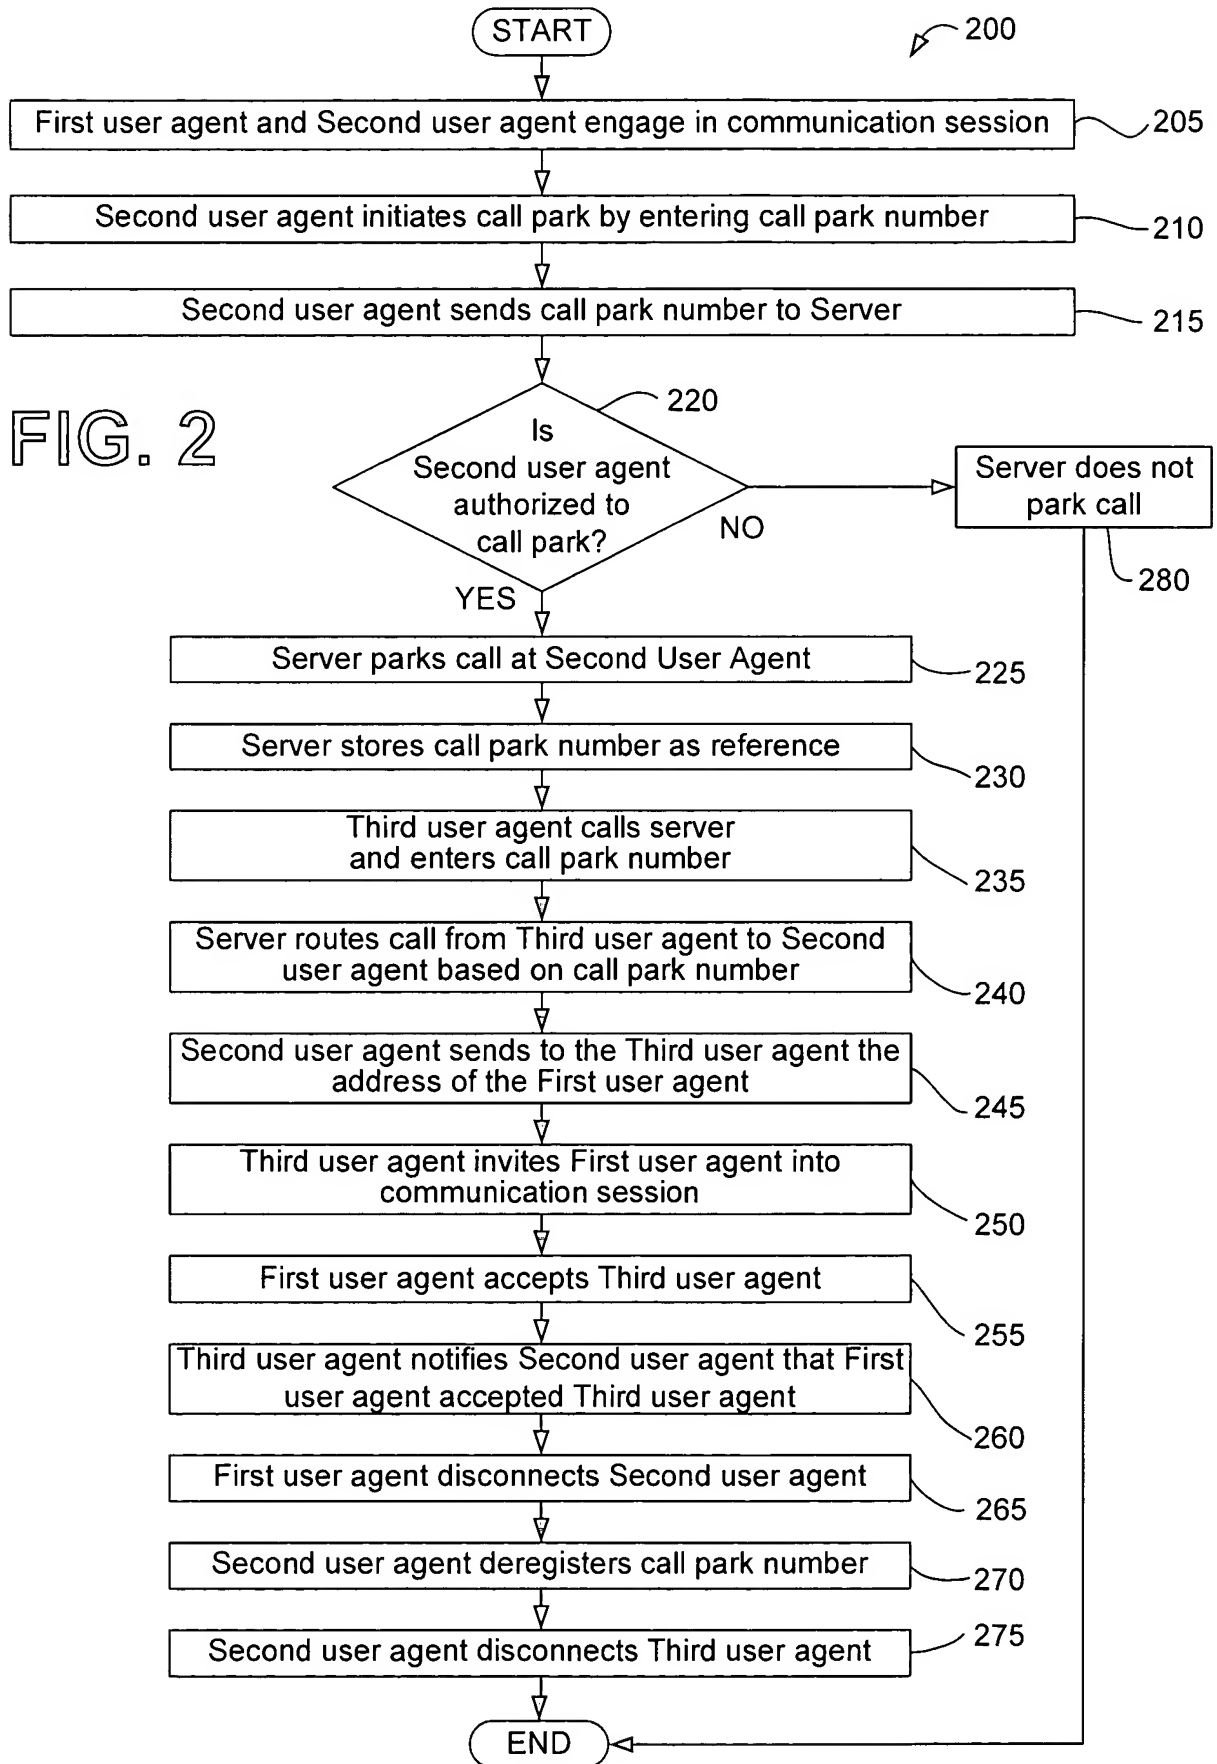 START
200
First user agent and Second user agent engage in communication session
205
Second user agent initiates call park by entering call park number
210
Second user agent sends call park number to Server
215
FIG. 2
220
Is
Second user agent
authorized to
call park?
NO
YES
Server does not
park call
280
Server parks call at Second User Agent
225
Server stores call park number as reference
230
Third user agent calls server
and enters call park number
235
Server routes call from Third user agent to Second
user agent based on call park number
240
Second user agent sends to the Third user agent the
address of the First user agent
245
Third user agent invites First user agent into
communication session
250
First user agent accepts Third user agent
255
Third user agent notifies Second user agent that First
user agent accepted Third user agent
260
First user agent disconnects Second user agent
265
Second user agent deregisters call park number
270
Second user agent disconnects Third user agent
275
END